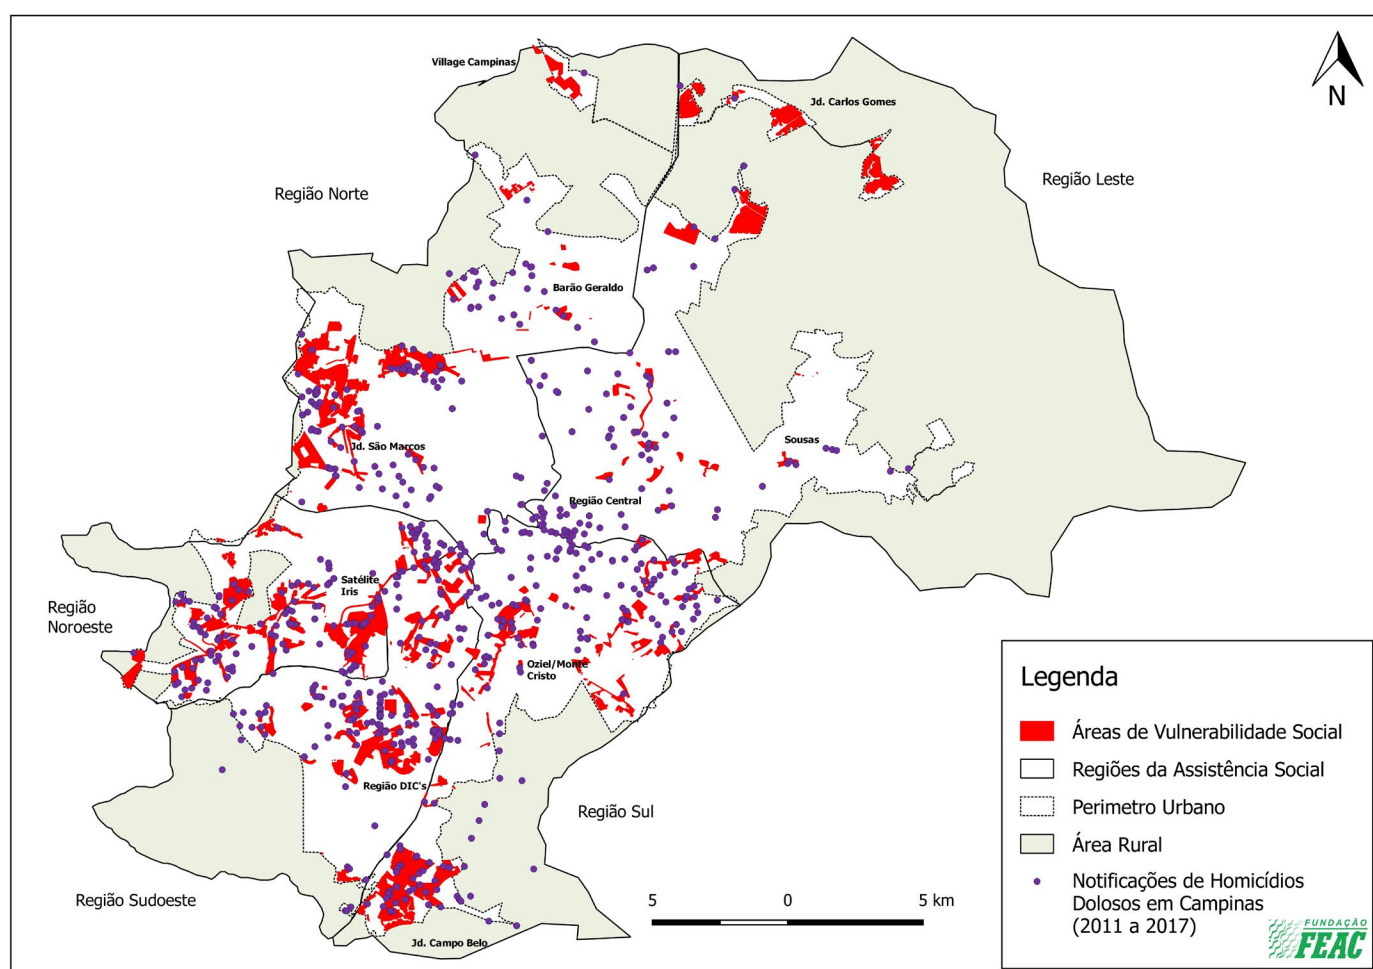 Village Campinas
Jd. Carlos Gomes
N
Região Norte
Região Leste
Barão Geraldo
Jd. São Marcos
Sousas
Região Central
Satélite
Iris
Região
Noroeste
Oziel/Monte
Cristo
Região DIC's
Região Sul
Região Sudoeste
Jd. Campo Belo
5 0 5 km
Legenda
Áreas de Vulnerabilidade Social
Regiões da Assistência Social
Perimetro Urbano
Área Rural
Notificações de Homicídios
Dolosos em Campinas
(2011 a 2017)
FUNDAÇÃO
FEAC